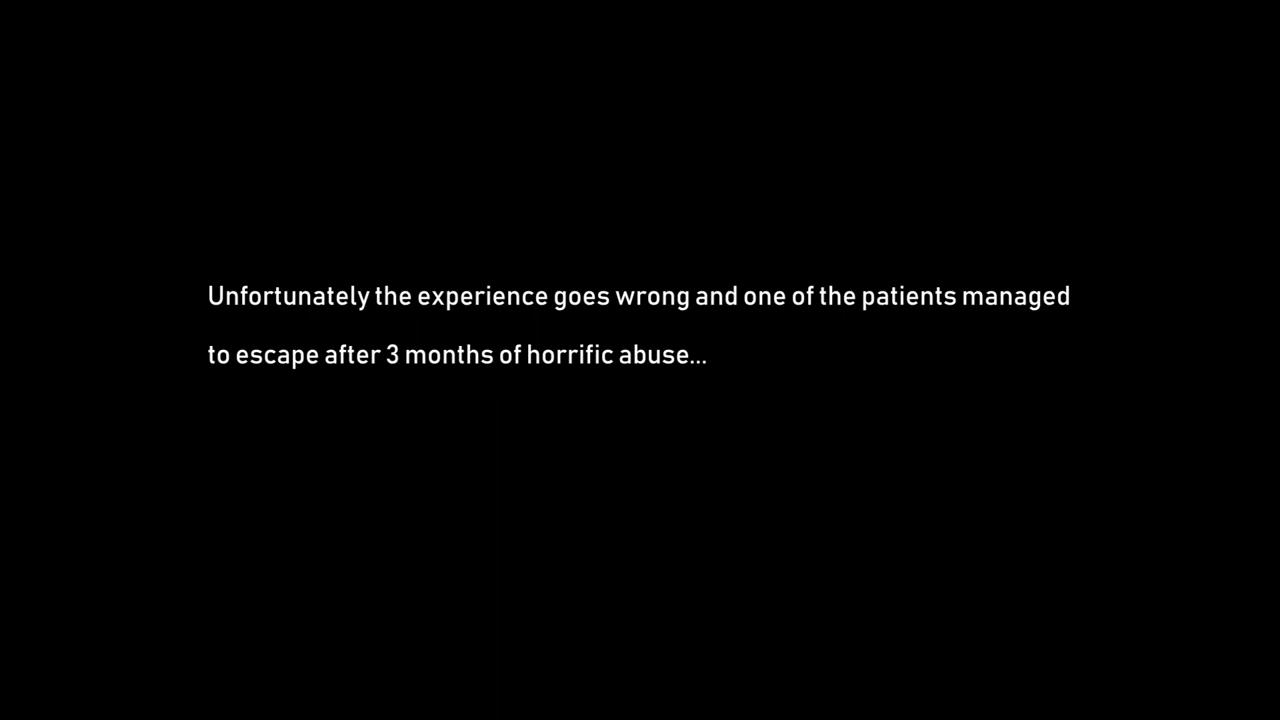 Unfortunately the experience goes wrong and one of the patients managed
to escape after 3 months of horrific abuse...